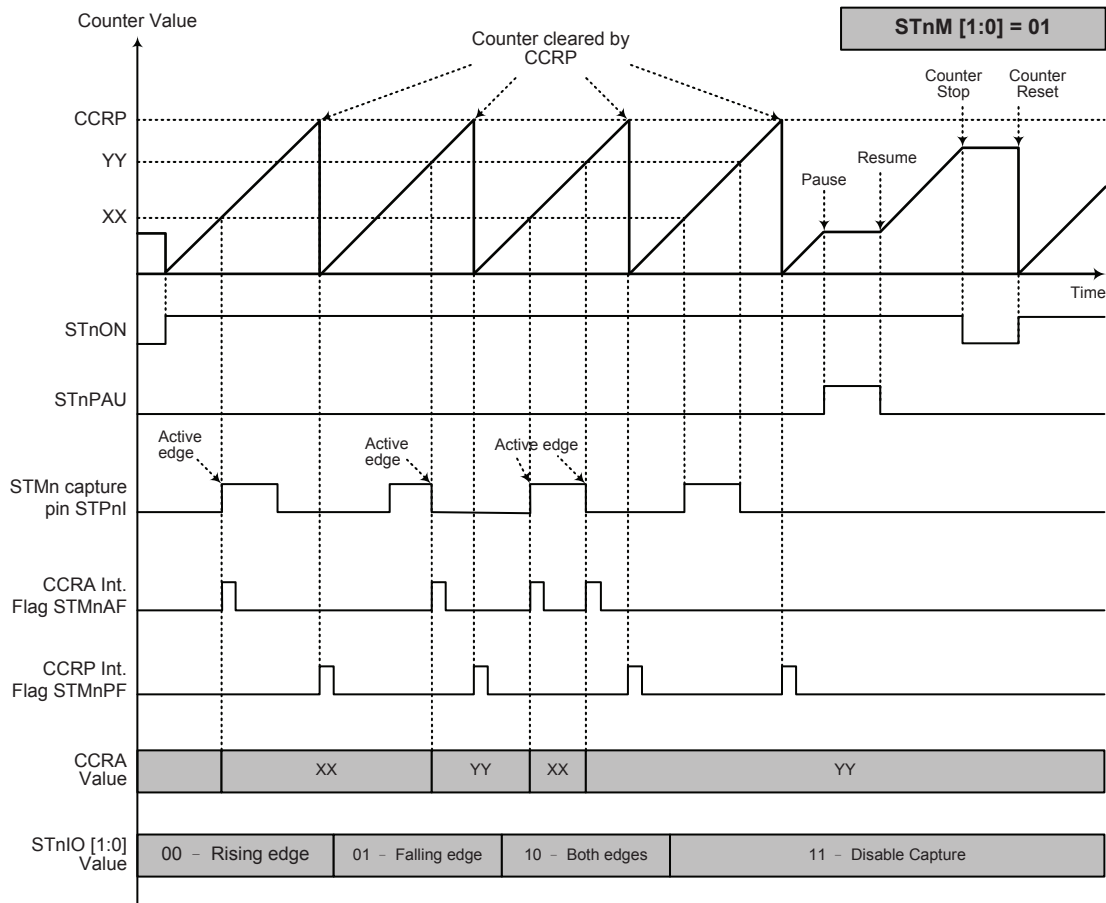 Counter Value
STnM [1:0] = 01
Counter cleared by
CCRP
Counter
Stop
Counter
Reset
CCRP
YY
Resume
Pause
XX
Time
STnON
STnPAU
Active
edge
Active
edge
Active edge
STMn capture
pin STPnI
CCRA Int.
Flag STMnAF
CCRP Int.
Flag STMnPF
CCRA
Value
XX
YY
XX
YY
STnIO [1:0]
Value
00 – Rising edge
01 – Falling edge
10 – Both edges
11 – Disable Capture